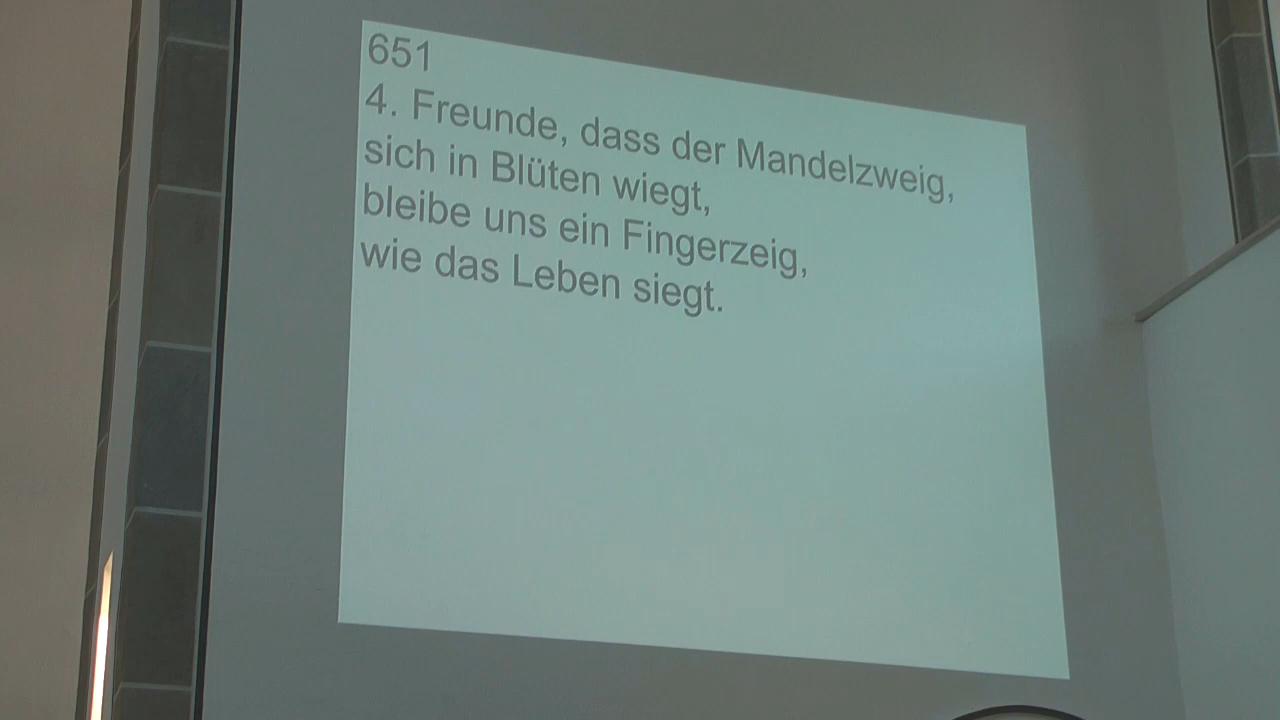 651
4. Freunde, dass der Mandelzweig,
sich in Blüten wiegt,
bleibe uns ein Fingerzeig,
wie das Leben siegt.